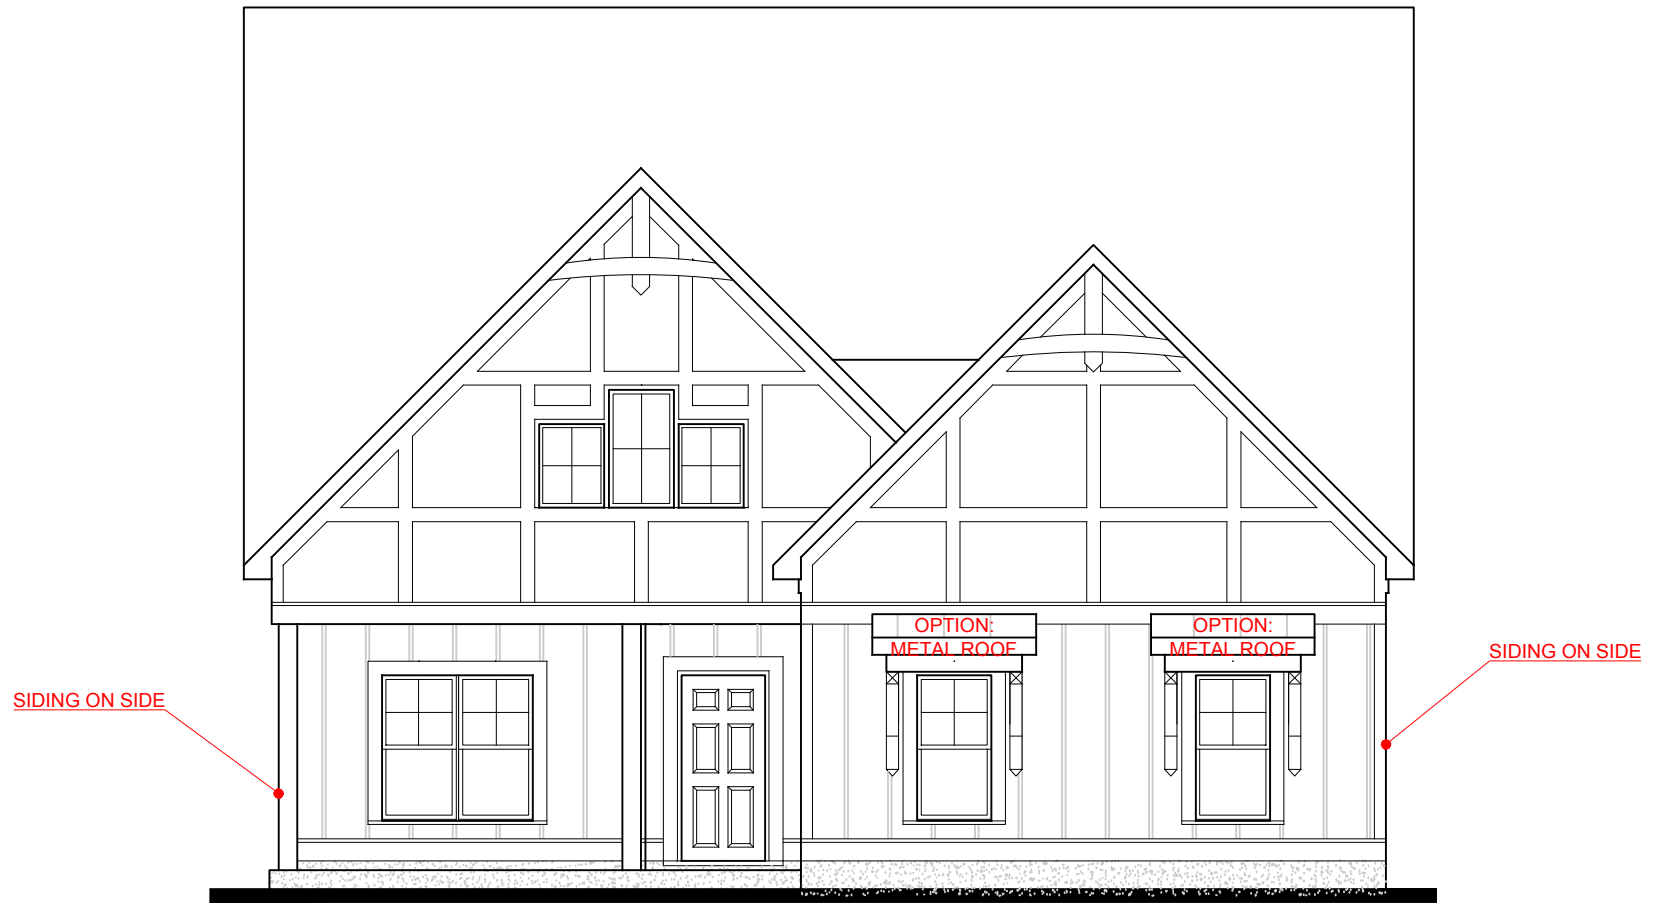 OPTION:
METAL ROOF
OPTION:
METAL ROOF
SIDING ON SIDE
SIDING ON SIDE